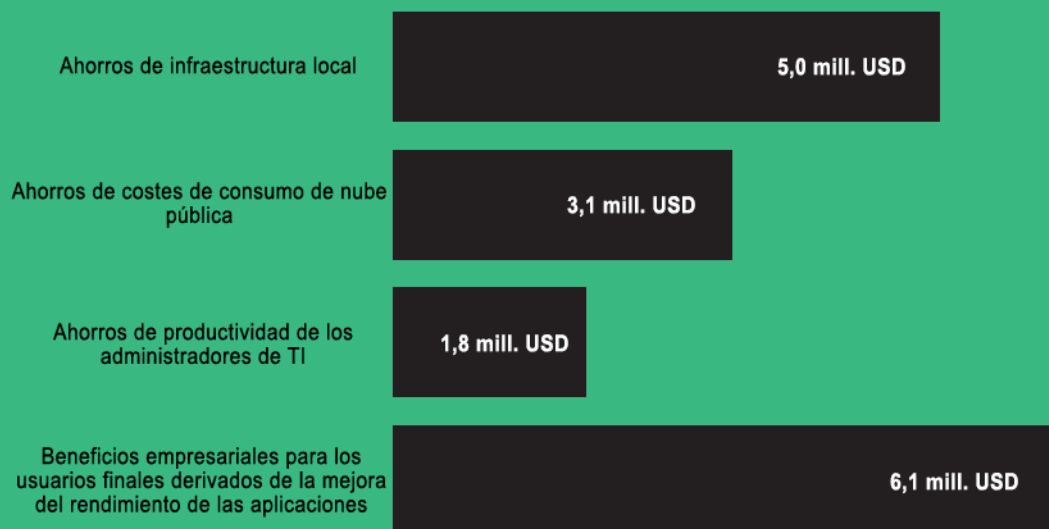 Ahorros de infraestructura local
5,0 mill. USD
Ahorros de costes de consumo de nube
pública
3,1 mill. USD
Ahorros de productividad de los
administradores de TI
1,8 mill. USD
Beneficios empresariales para los
usuarios finales derivados de la mejora
del rendimiento de las aplicaciones
6,1 mill. USD